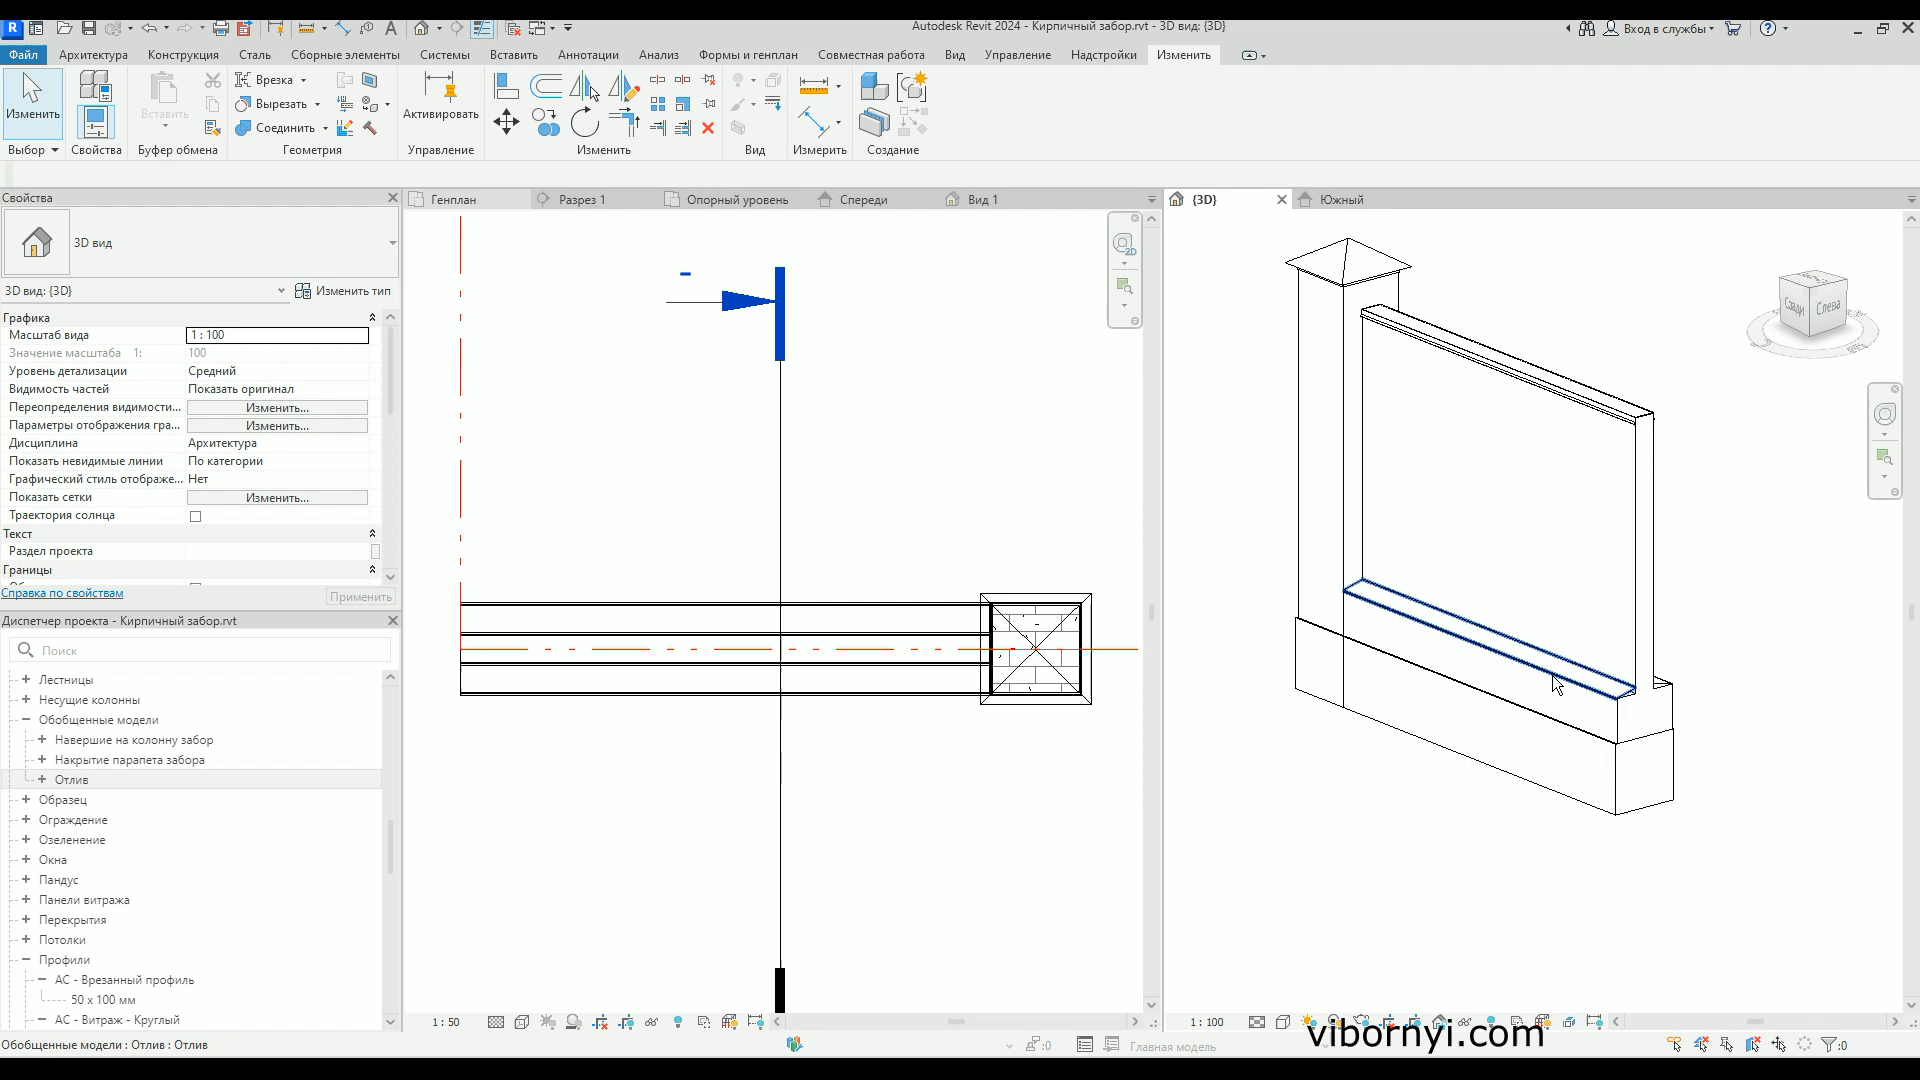 Autodesk Revit 2024 - Кирпичный забор.rvt - 3D вид: {3D}
Вход в службы
Файл Архитектура Конструкция Сталь Сборные элементы Системы Вставить Аннотации Анализ Формы и генплан Совместная работа Вид Управление Надстройки Изменить
Изменить
Вставить
Врезка
Вырезать
Соединить
Активировать
Выбор Свойства Буфер обмена Геометрия Управление Изменить Вид Измерить Создание
Свойства
3D вид
3D вид: {3D} Изменить тип
Графика
Масштаб вида 1 : 100
Значение масштаба 1: 100
Уровень детализации Средний
Видимость частей Показать оригинал
Переопределения видимости... Изменить...
Параметры отображения гра... Изменить...
Дисциплина Архитектура
Показать невидимые линии По категории
Графический стиль отображе... Нет
Показать сетки Изменить...
Траектория солнца
Текст
Раздел проекта
Границы
Справка по свойствам Применить
Диспетчер проекта - Кирпичный забор.rvt
Поиск
Лестницы
Несущие колонны
Обобщенные модели
Навершие на колонну забор
Накрытие парапета забора
Отлив
Образец
Ограждение
Озеленение
Окна
Пандус
Панели витража
Перекрытия
Потолки
Профили
АС - Врезанный профиль
50 x 100 мм
АС - Витраж - Круглый
Генплан Разрез 1 Опорный уровень Спереди Вид 1
2D
1 : 50
{3D} Южный
Сзади Слева
1 : 100
vibornyi.com
Обобщенные модели : Отлив : Отлив
:0
Главная модель
:0